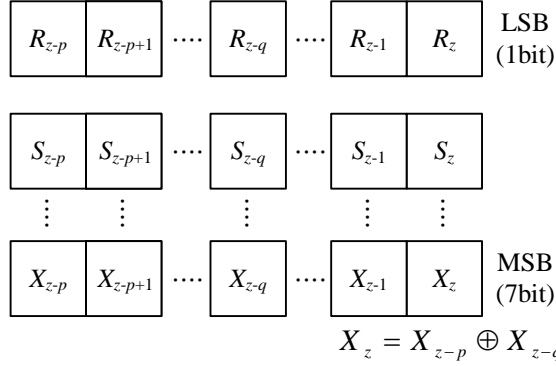 R_{z-p} R_{z-p+1} .... R_{z-q} .... R_{z-1} R_z LSB
(1bit)
S_{z-p} S_{z-p+1} .... S_{z-q} .... S_{z-1} S_z
X_{z-p} X_{z-p+1} .... X_{z-q} .... X_{z-1} X_z MSB
(7bit)
X_z = X_{z-p} ⊕ X_{z-q}